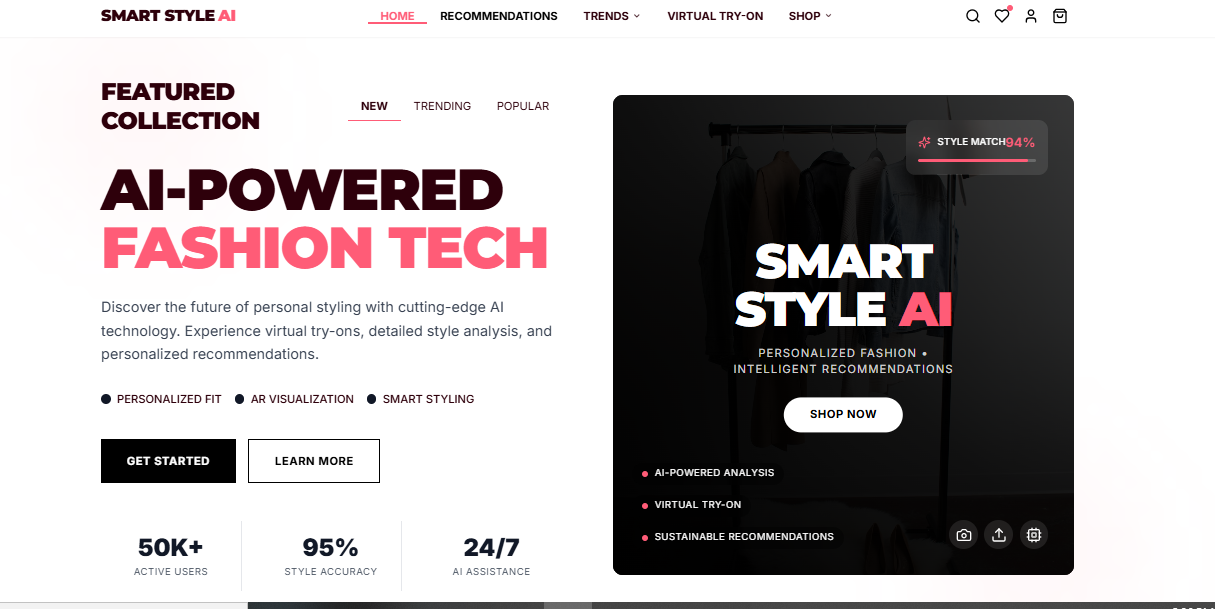 SMART STYLE AI
HOME
RECOMMENDATIONS
TRENDS
VIRTUAL TRY-ON
SHOP
FEATURED
COLLECTION
NEW
TRENDING
POPULAR
AI-POWERED
FASHION TECH
Discover the future of personal styling with cutting-edge AI
technology. Experience virtual try-ons, detailed style analysis, and
personalized recommendations.
PERSONALIZED FIT
AR VISUALIZATION
SMART STYLING
GET STARTED
LEARN MORE
50K+
ACTIVE USERS
95%
STYLE ACCURACY
24/7
AI ASSISTANCE
STYLE MATCH94%
SMART
STYLE AI
PERSONALIZED FASHION •
INTELLIGENT RECOMMENDATIONS
SHOP NOW
AI-POWERED ANALYSIS
VIRTUAL TRY-ON
SUSTAINABLE RECOMMENDATIONS